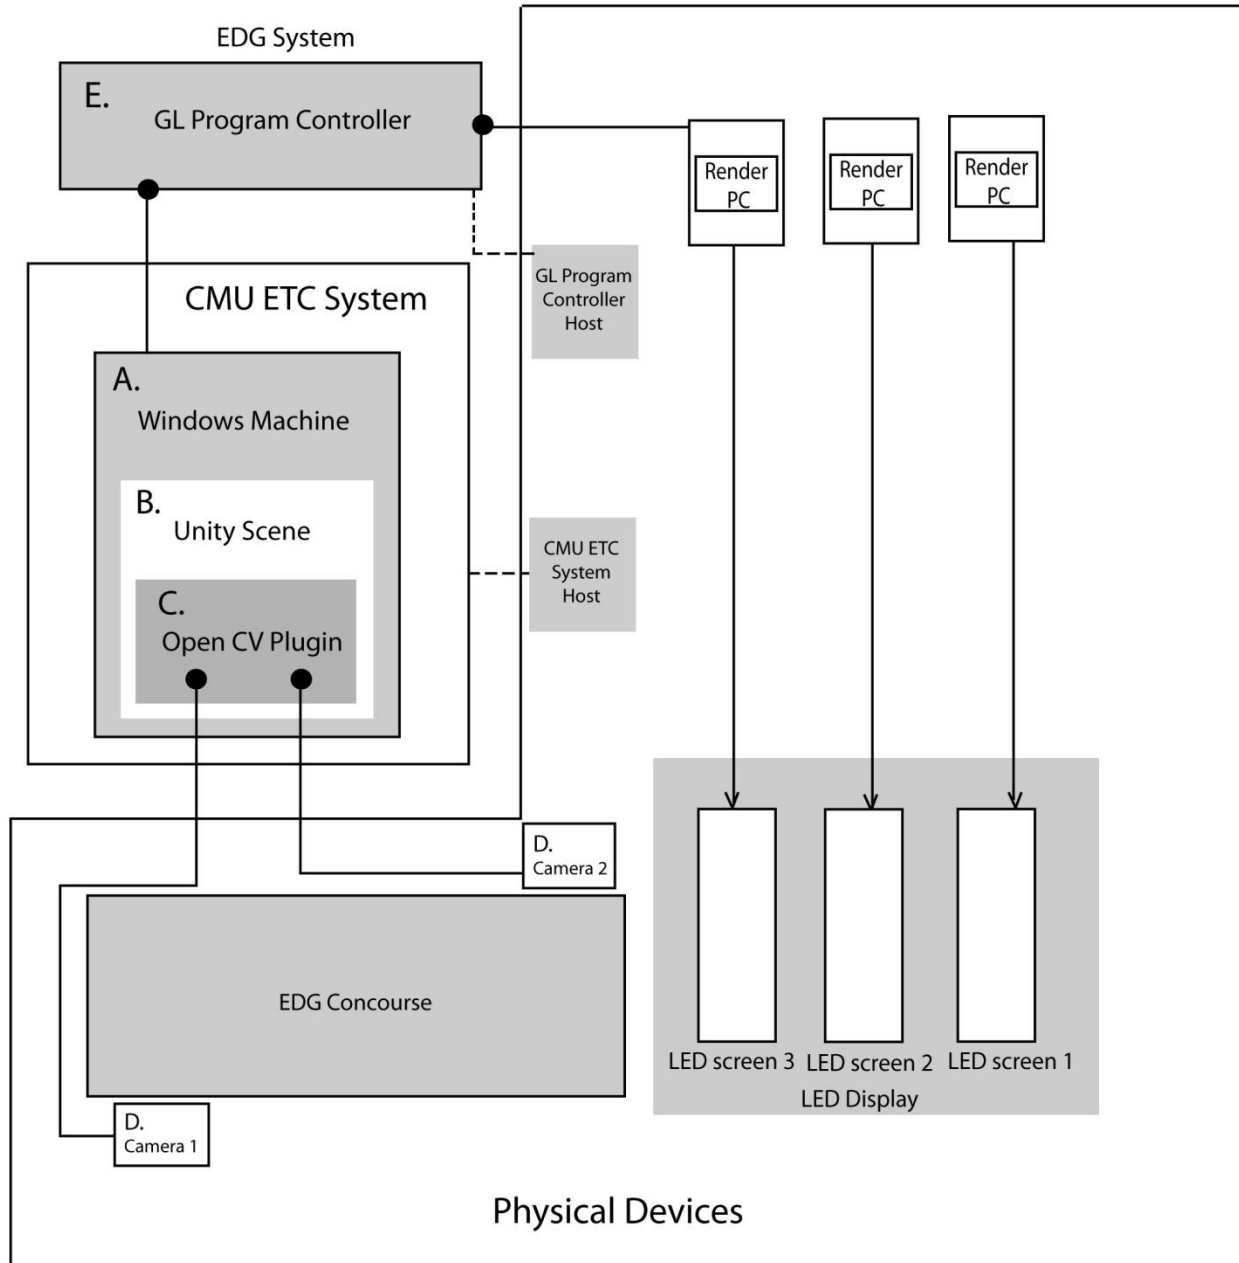 EDG System
E.
GL Program Controller
Render
PC
Render
PC
Render
PC
GL Program
Controller
Host
CMU ETC System
A.
Windows Machine
B.
Unity Scene
C.
Open CV Plugin
CMU ETC
System
Host
D.
Camera 2
EDG Concourse
D.
Camera 1
LED screen 3
LED screen 2
LED screen 1
LED Display
Physical Devices